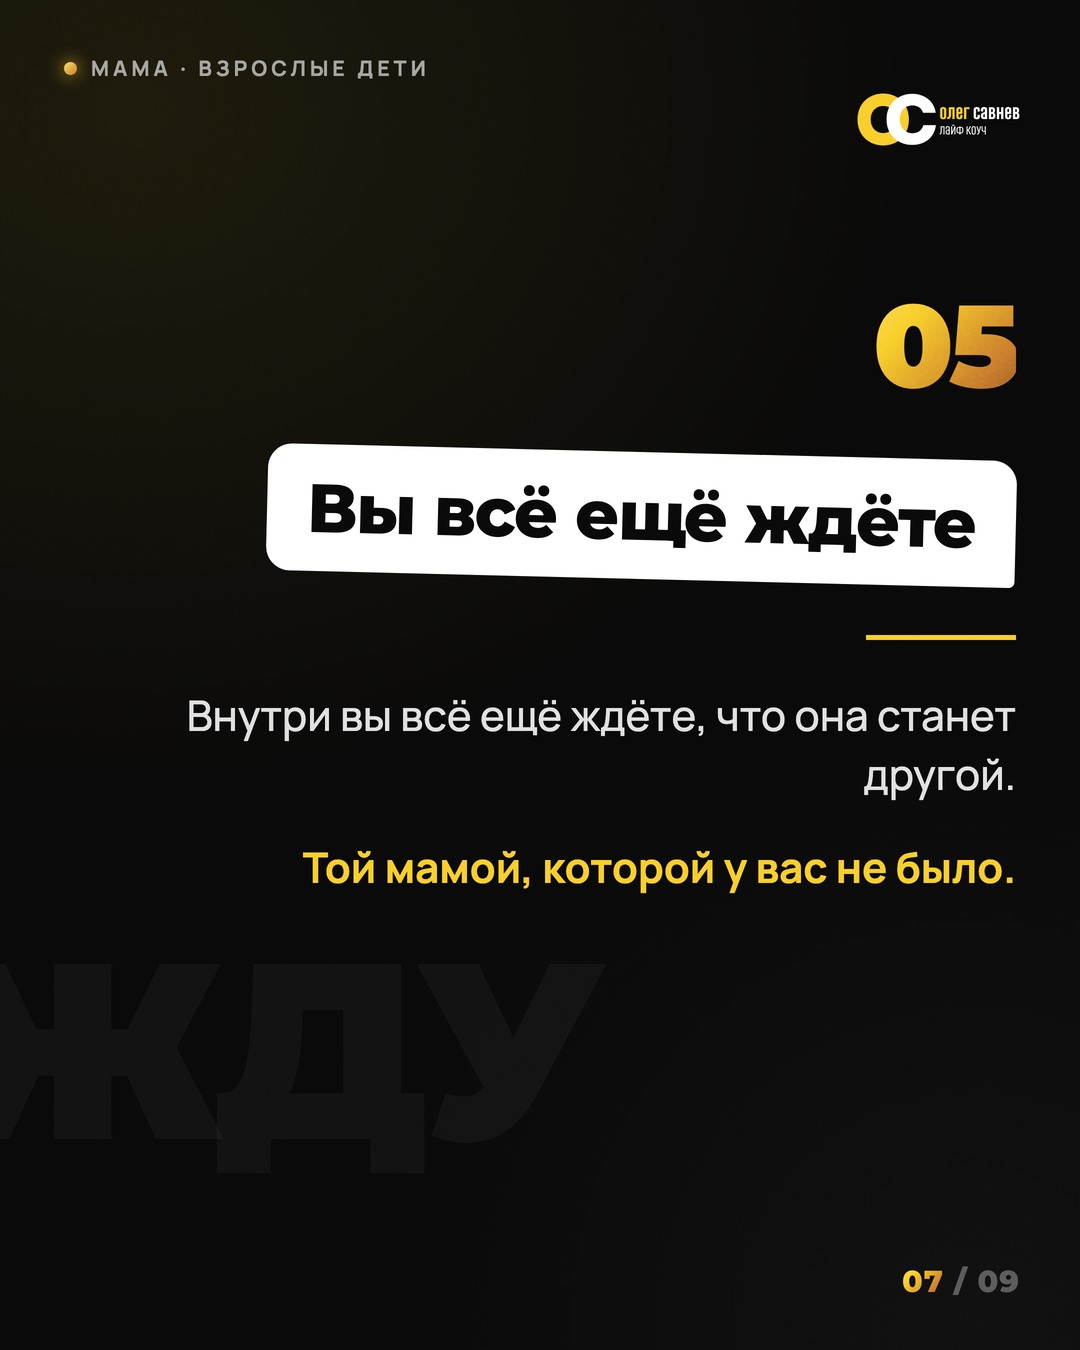 МАМА · ВЗРОСЛЫЕ ДЕТИ
ОС
олег савнев
ЛАЙФ КОУЧ
05
Вы всё ещё ждёте
Внутри вы всё ещё ждёте, что она станет
другой.
Той мамой, которой у вас не было.
ЖДУ
07 / 09